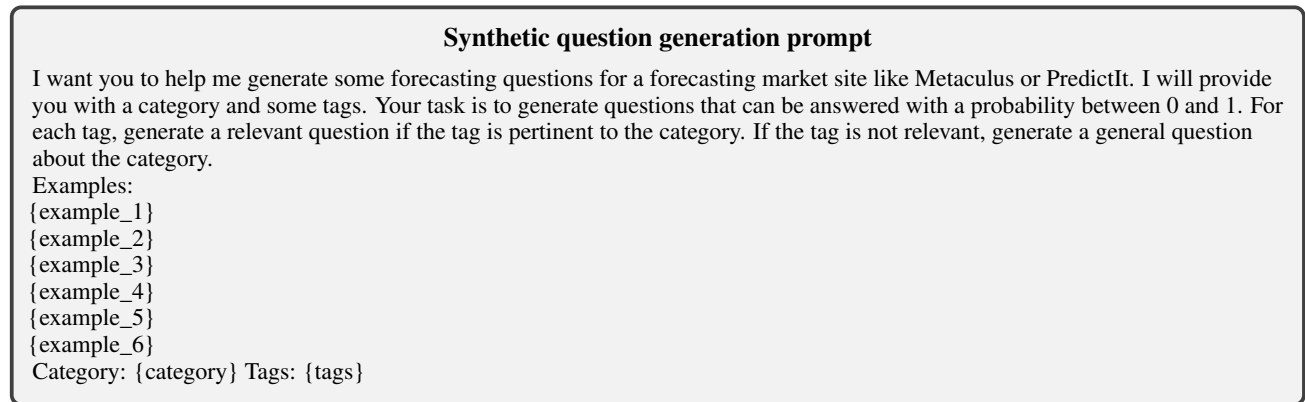 Synthetic question generation prompt
I want you to help me generate some forecasting questions for a forecasting market site like Metaculus or PredictIt. I will provide
you with a category and some tags. Your task is to generate questions that can be answered with a probability between 0 and 1. For
each tag, generate a relevant question if the tag is pertinent to the category. If the tag is not relevant, generate a general question
about the category.
Examples:
{example_1}
{example_2}
{example_3}
{example_4}
{example_5}
{example_6}
Category: {category} Tags: {tags}